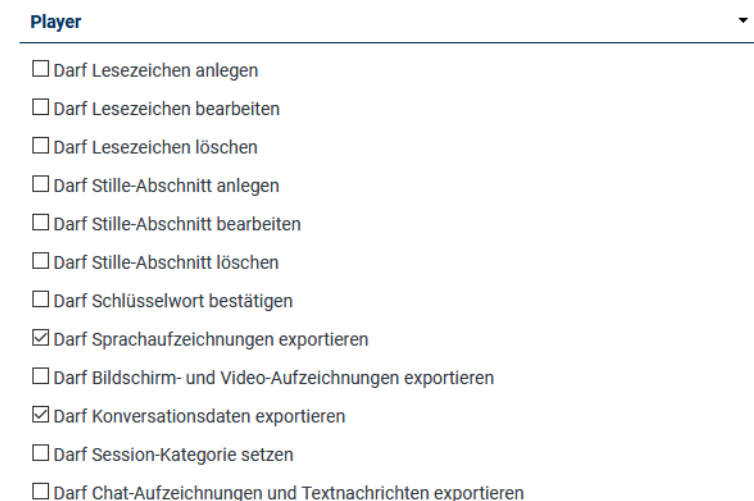 Player
Darf Lesezeichen anlegen
Darf Lesezeichen bearbeiten
Darf Lesezeichen löschen
Darf Stille-Abschnitt anlegen
Darf Stille-Abschnitt bearbeiten
Darf Stille-Abschnitt löschen
Darf Schlüsselwort bestätigen
Darf Sprachaufzeichnungen exportieren
Darf Bildschirm- und Video-Aufzeichnungen exportieren
Darf Konversationsdaten exportieren
Darf Session-Kategorie setzen
Darf Chat-Aufzeichnungen und Textnachrichten exportieren